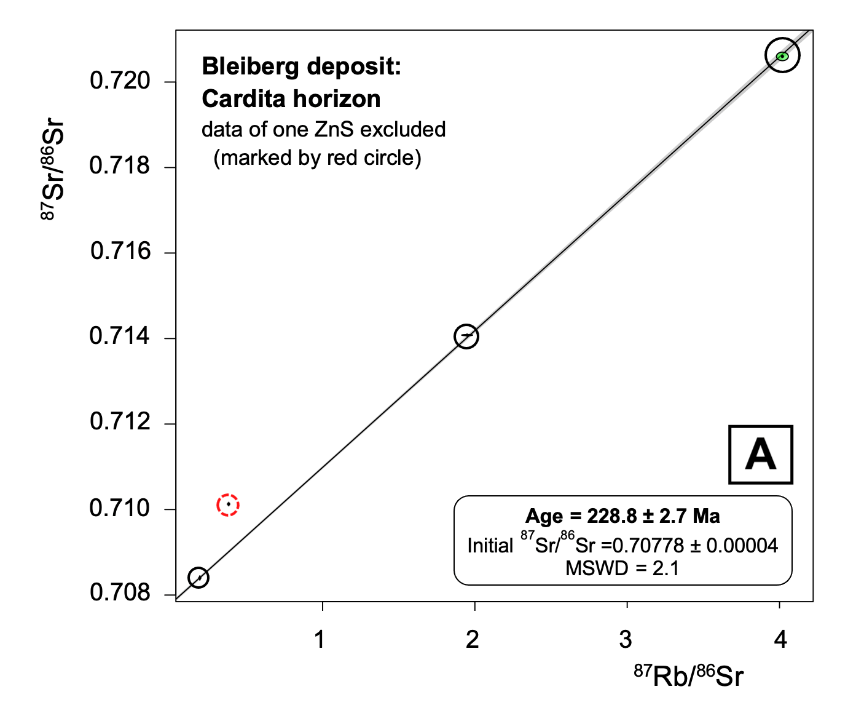 Bleiberg deposit:
Cardita horizon
data of one ZnS excluded
(marked by red circle)
⁸⁷Sr/⁸⁶Sr
0.720
0.718
0.716
0.714
0.712
0.710
0.708
A
Age = 228.8 ± 2.7 Ma
Initial ⁸⁷Sr/⁸⁶Sr =0.70778 ± 0.00004
MSWD = 2.1
1 2 3 4
⁸⁷Rb/⁸⁶Sr